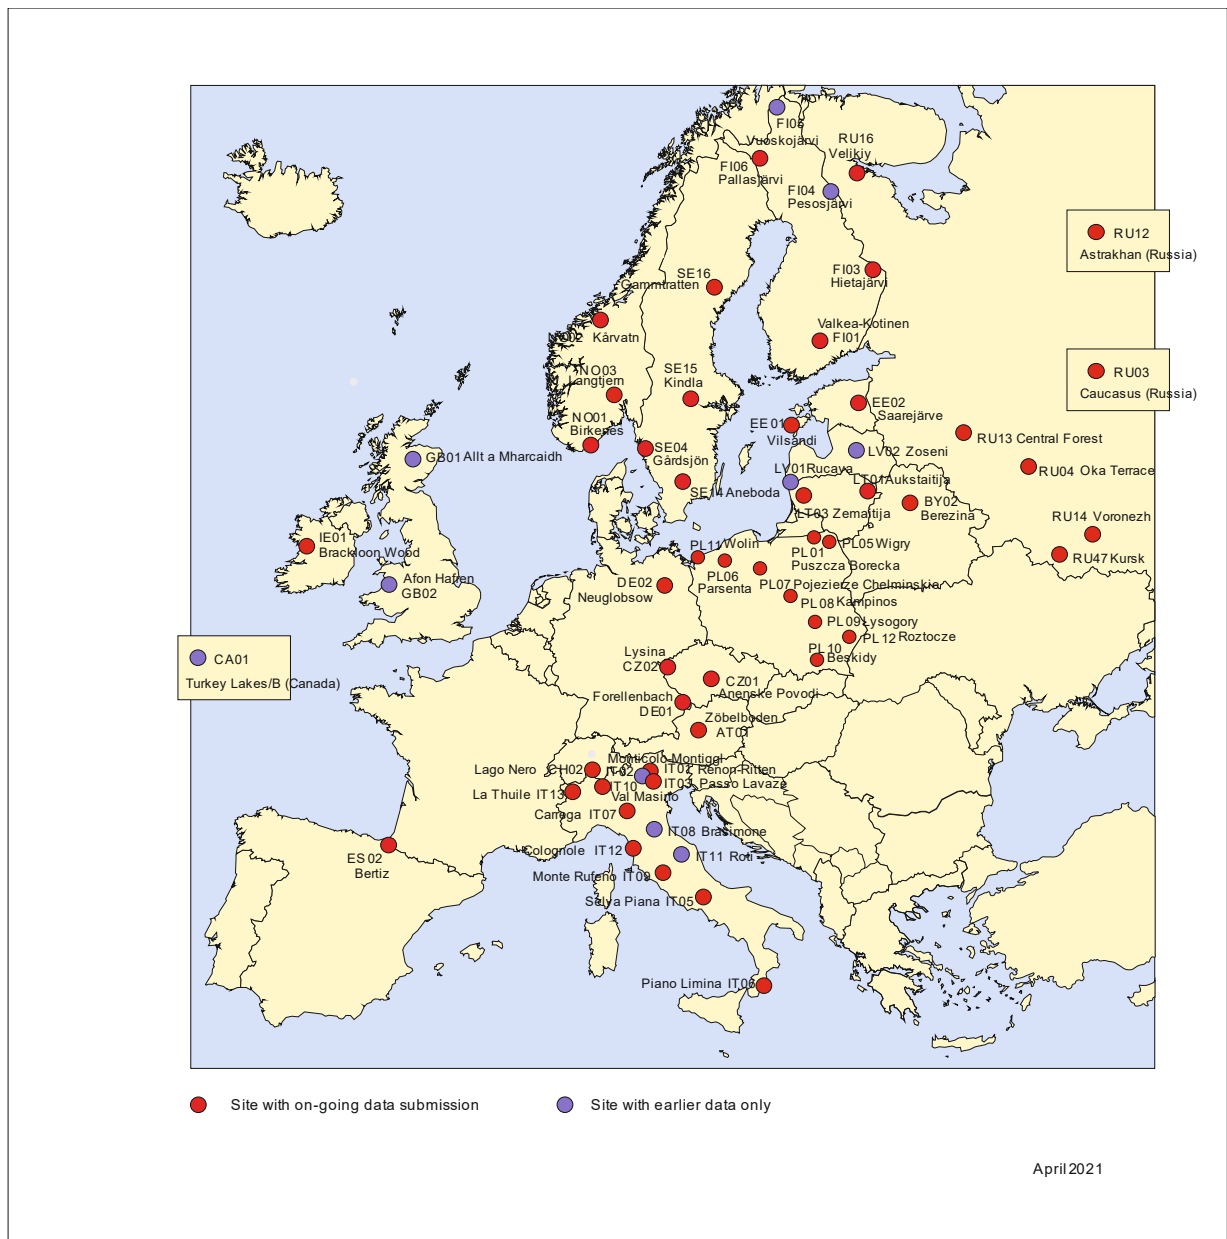 FI05
Vuoskojärvi
RU16
Velikiy
FI06
Pallasjärvi
FI04
Pesosjärvi
RU12
Astrakhan (Russia)
SE16
Gammtratten
FI03
Hietajärvi
NO02 Kårvatn
Valkea-Kotinen
FI01
NO03
Langtjern
SE15
Kindla
RU03
Caucasus (Russia)
EE02
Saarejärve
NO01
Birkenes
EE01
Vilsandi
RU13 Central Forest
GB01 Allt a Mharcaidh
SE04
Gårdsjön
LV02 Zoseni
LV01 Rucava
RU04 Oka Terrace
LT01 Aukstaitija
SE14 Aneboda
LT03 Zemaitija
BY02
Berezina
RU14 Voronezh
IE01
Brackloon Wood
PL11 Wolin
PL01
Puszcza Borecka
PL05 Wigry
RU47 Kursk
Afon Hafren
GB02
DE02
Neuglobsow
PL06
Parsenta
PL07 Pojezierze Chelminskie
PL08 Kampinos
PL09 Lysogory
PL12 Roztocze
PL10
Beskidy
CA01
Turkey Lakes/B (Canada)
Lysina
CZ02
CZ01
Anenske Povodi
Forellenbach
DE01
Zöbelboden
AT01
Monticolo-Montiggl
Lago Nero CH02
IT02
IT01 Renon-Ritten
La Thuile IT13
IT10
Val Masino
IT03 Passo Lavaze
Carrega IT07
IT08 Brasimone
Colognole IT12
IT11 Roti
ES02
Bertiz
Monte Rufeno IT09
Selva Piana IT05
Piano Limina IT06
Site with on-going data submission
Site with earlier data only
April 2021